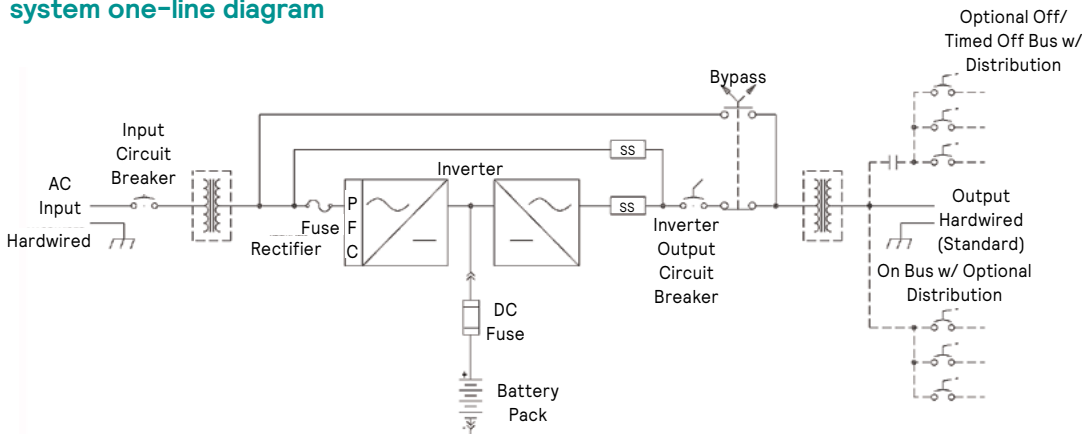 system one-line diagram
Optional Off/
Timed Off Bus w/
Distribution
Bypass
Input
Circuit
Breaker
SS
Inverter
AC
Input
Hardwired
P
F
C
Fuse
Rectifier
SS
Inverter
Output
Circuit
Breaker
Output
Hardwired
(Standard)
On Bus w/ Optional
Distribution
DC
Fuse
Battery
Pack